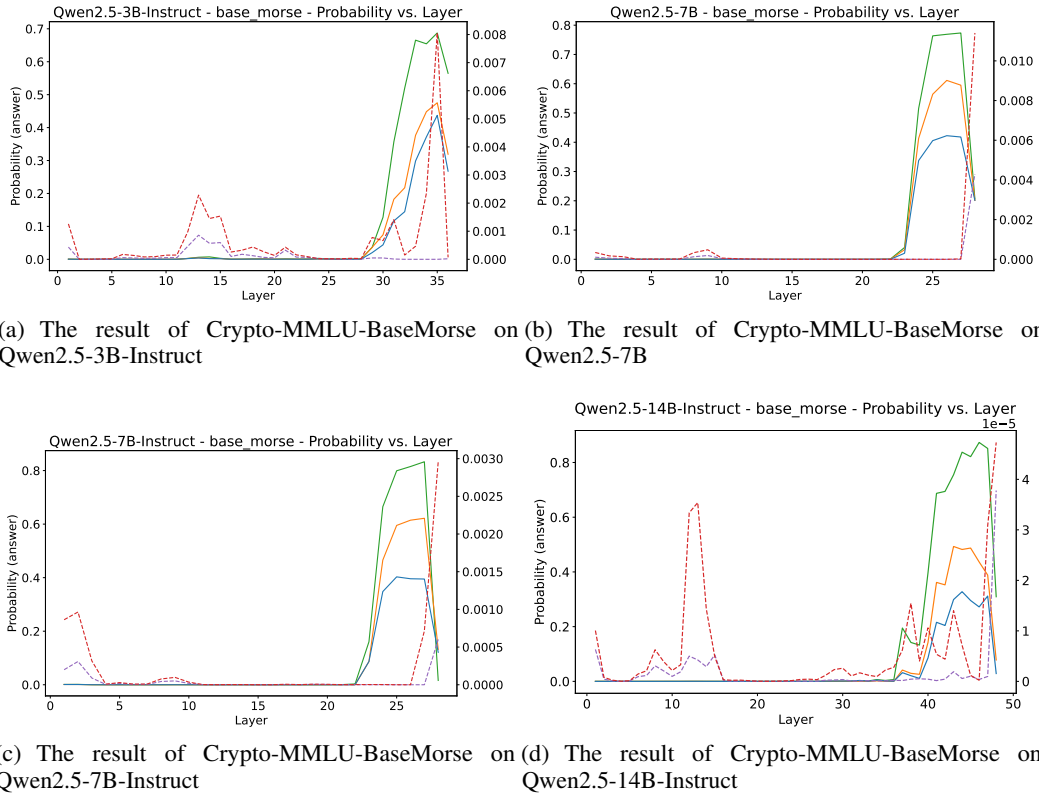 Qwen2.5-3B-Instruct - base_morse - Probability vs. Layer
Probability (answer)
0.7
0.6
0.5
0.4
0.3
0.2
0.1
0.0
0.008
0.007
0.006
0.005
0.004
0.003
0.002
0.001
0.000
0 5 10 15 20 25 30 35
Layer
(a) The result of Crypto-MMLU-BaseMorse on
Qwen2.5-3B-Instruct
Qwen2.5-7B - base_morse - Probability vs. Layer
Probability (answer)
0.8
0.7
0.6
0.5
0.4
0.3
0.2
0.1
0.0
0.010
0.008
0.006
0.004
0.002
0.000
0 5 10 15 20 25
Layer
(b) The result of Crypto-MMLU-BaseMorse on
Qwen2.5-7B
Qwen2.5-7B-Instruct - base_morse - Probability vs. Layer
Probability (answer)
0.8
0.6
0.4
0.2
0.0
0.0030
0.0025
0.0020
0.0015
0.0010
0.0005
0.0000
0 5 10 15 20 25
Layer
(c) The result of Crypto-MMLU-BaseMorse on
Qwen2.5-7B-Instruct
Qwen2.5-14B-Instruct - base_morse - Probability vs. Layer
1e−5
Probability (answer)
0.8
0.6
0.4
0.2
0.0
4
3
2
1
0
0 10 20 30 40 50
Layer
(d) The result of Crypto-MMLU-BaseMorse on
Qwen2.5-14B-Instruct